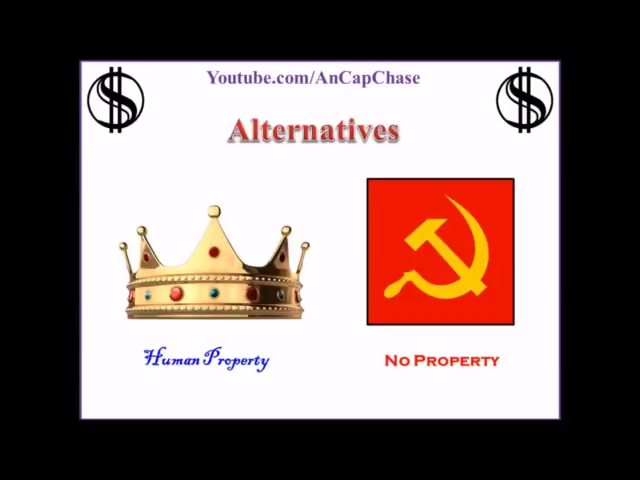 Youtube.com/AnCapChase
Alternatives
Human Property
No Property